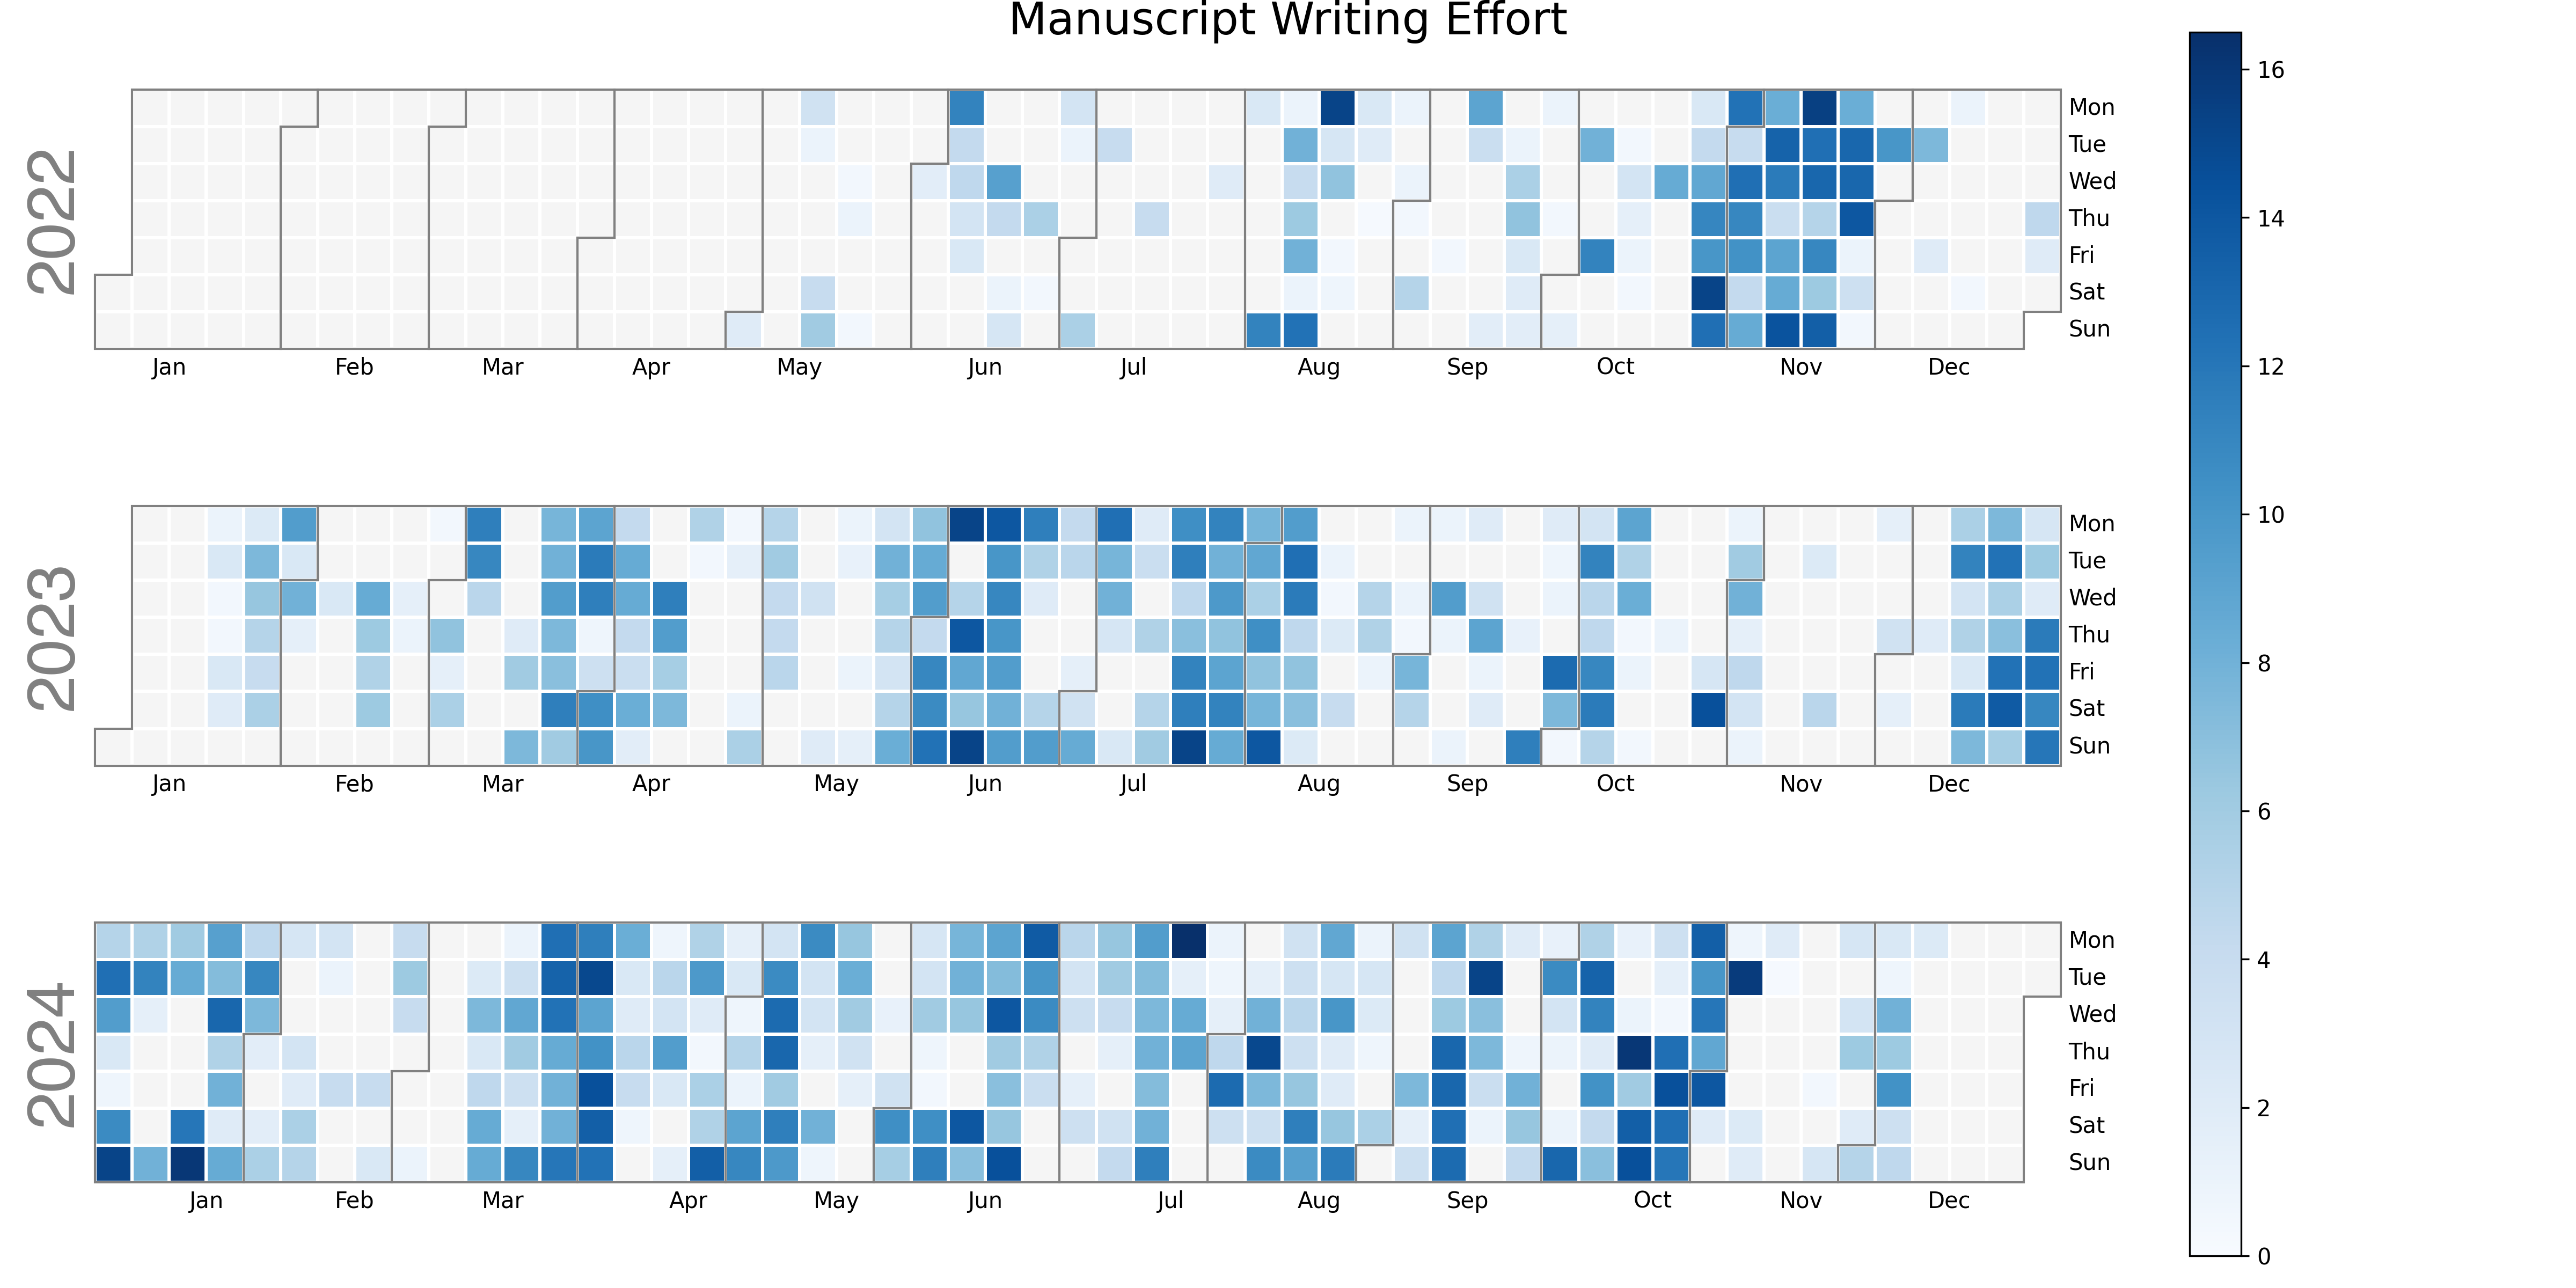 Manuscript Writing Effort
2022
Mon
Tue
Wed
Thu
Fri
Sat
Sun
Jan Feb Mar Apr May Jun Jul Aug Sep Oct Nov Dec
2023
Mon
Tue
Wed
Thu
Fri
Sat
Sun
Jan Feb Mar Apr May Jun Jul Aug Sep Oct Nov Dec
2024
Mon
Tue
Wed
Thu
Fri
Sat
Sun
Jan Feb Mar Apr May Jun Jul Aug Sep Oct Nov Dec
16
14
12
10
8
6
4
2
0